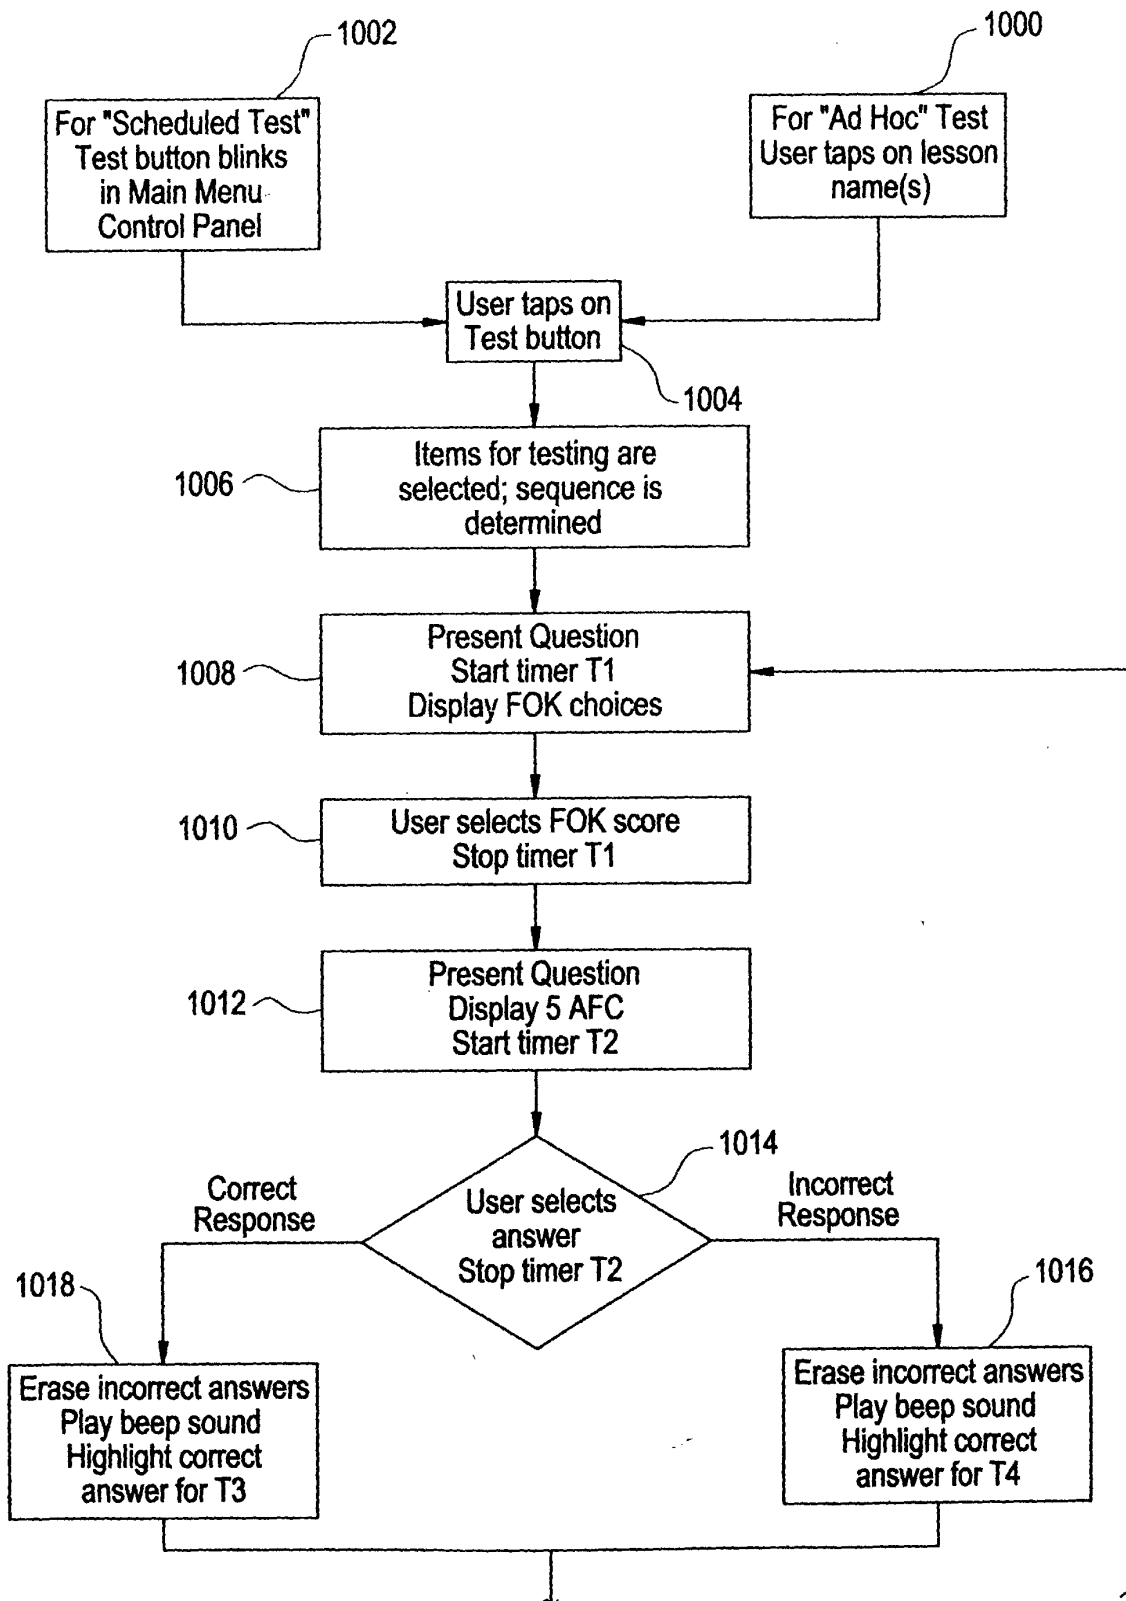 1002
For "Scheduled Test"
Test button blinks
in Main Menu
Control Panel
1000
For "Ad Hoc" Test
User taps on lesson
name(s)
User taps on
Test button
1004
1006
Items for testing are
selected; sequence is
determined
1008
Present Question
Start timer T1
Display FOK choices
1010
User selects FOK score
Stop timer T1
1012
Present Question
Display 5 AFC
Start timer T2
1014
User selects
answer
Stop timer T2
Correct
Response
Incorrect
Response
1018
Erase incorrect answers
Play beep sound
Highlight correct
answer for T3
1016
Erase incorrect answers
Play beep sound
Highlight correct
answer for T4